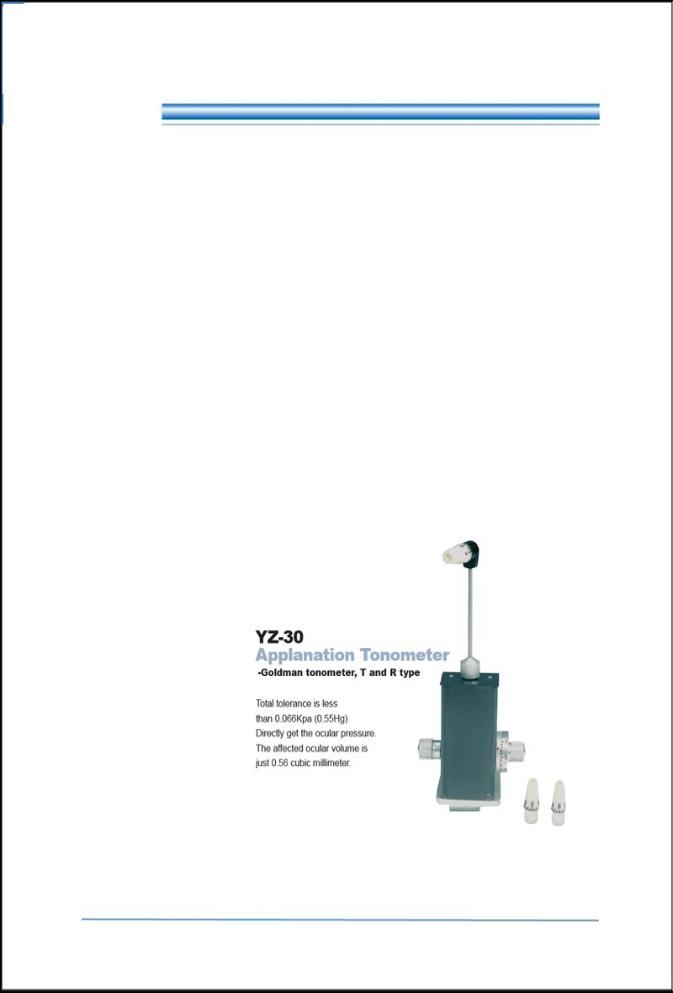 YZ-30
Applanation Tonometer
-Goldman tonometer, T and R type
Total tolerance is less
than 0.066Kpa (0.55Hg)
Directly get the ocular pressure.
The affected ocular volume is
just 0.56 cubic millimeter.